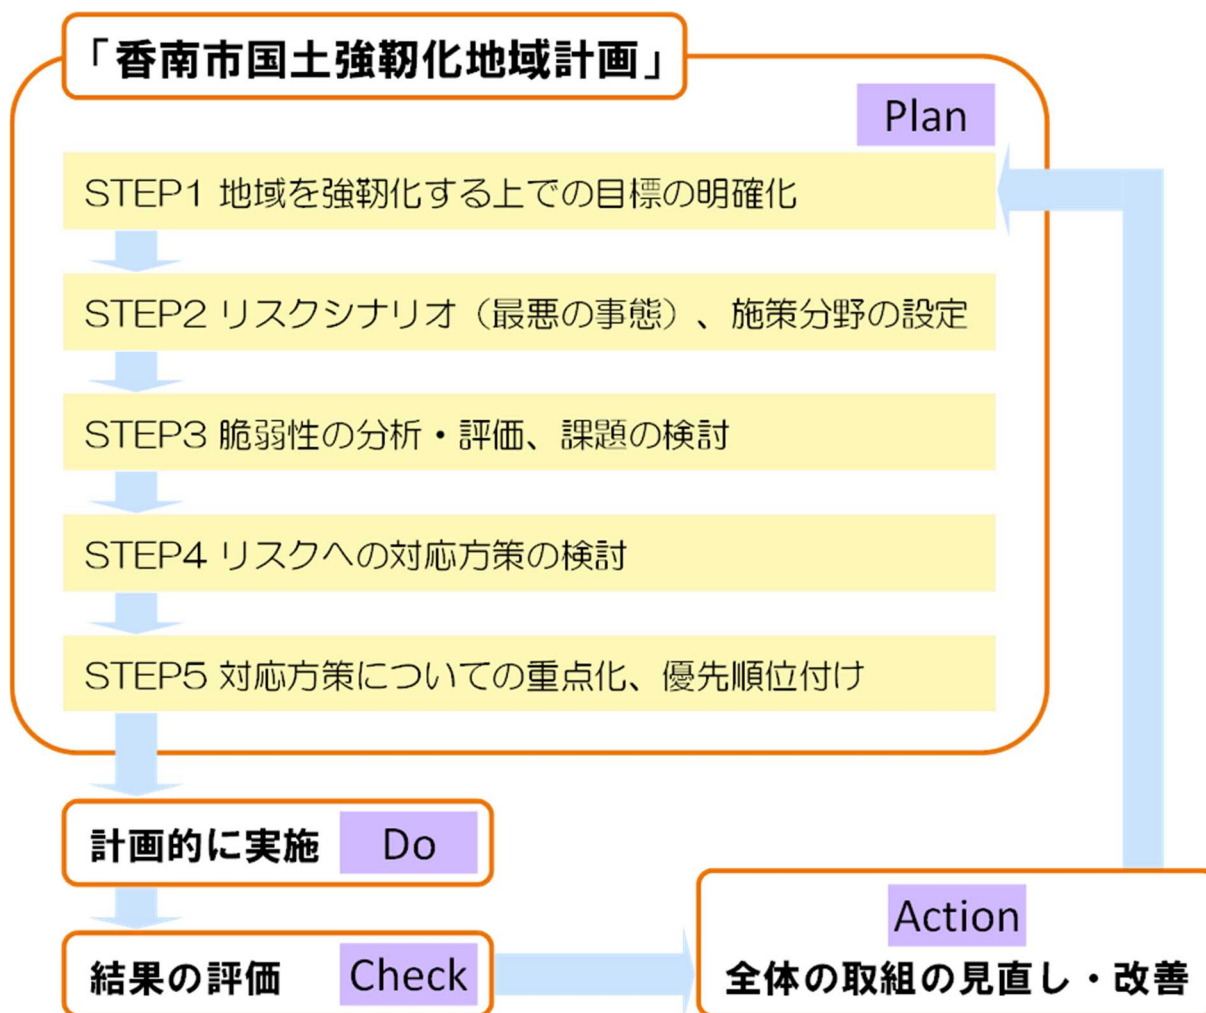 「香南市国土強靱化地域計画」
Plan
STEP1 地域を強靱化する上での目標の明確化
STEP2 リスクシナリオ（最悪の事態）、施策分野の設定
STEP3 脆弱性の分析・評価、課題の検討
STEP4 リスクへの対応方策の検討
STEP5 対応方策についての重点化、優先順位付け
計画的に実施 Do
結果の評価 Check
Action
全体の取組の見直し・改善